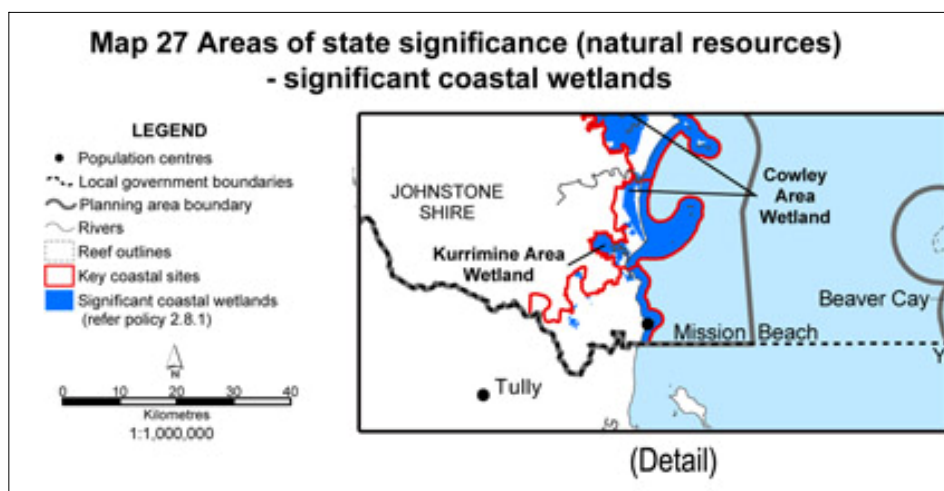 Map 27 Areas of state significance (natural resources)
- significant coastal wetlands
LEGEND
Population centres
Local government boundaries
Planning area boundary
Rivers
Reef outlines
Key coastal sites
Significant coastal wetlands
(refer policy 2.8.1)
N
0 10 20 30 40
Kilometres
1:1,000,000
JOHNSTONE
SHIRE
Cowley
Area
Wetland
Kurrimine Area
Wetland
Beaver Cay
Mission Beach
Y
Tully
S
(Detail)